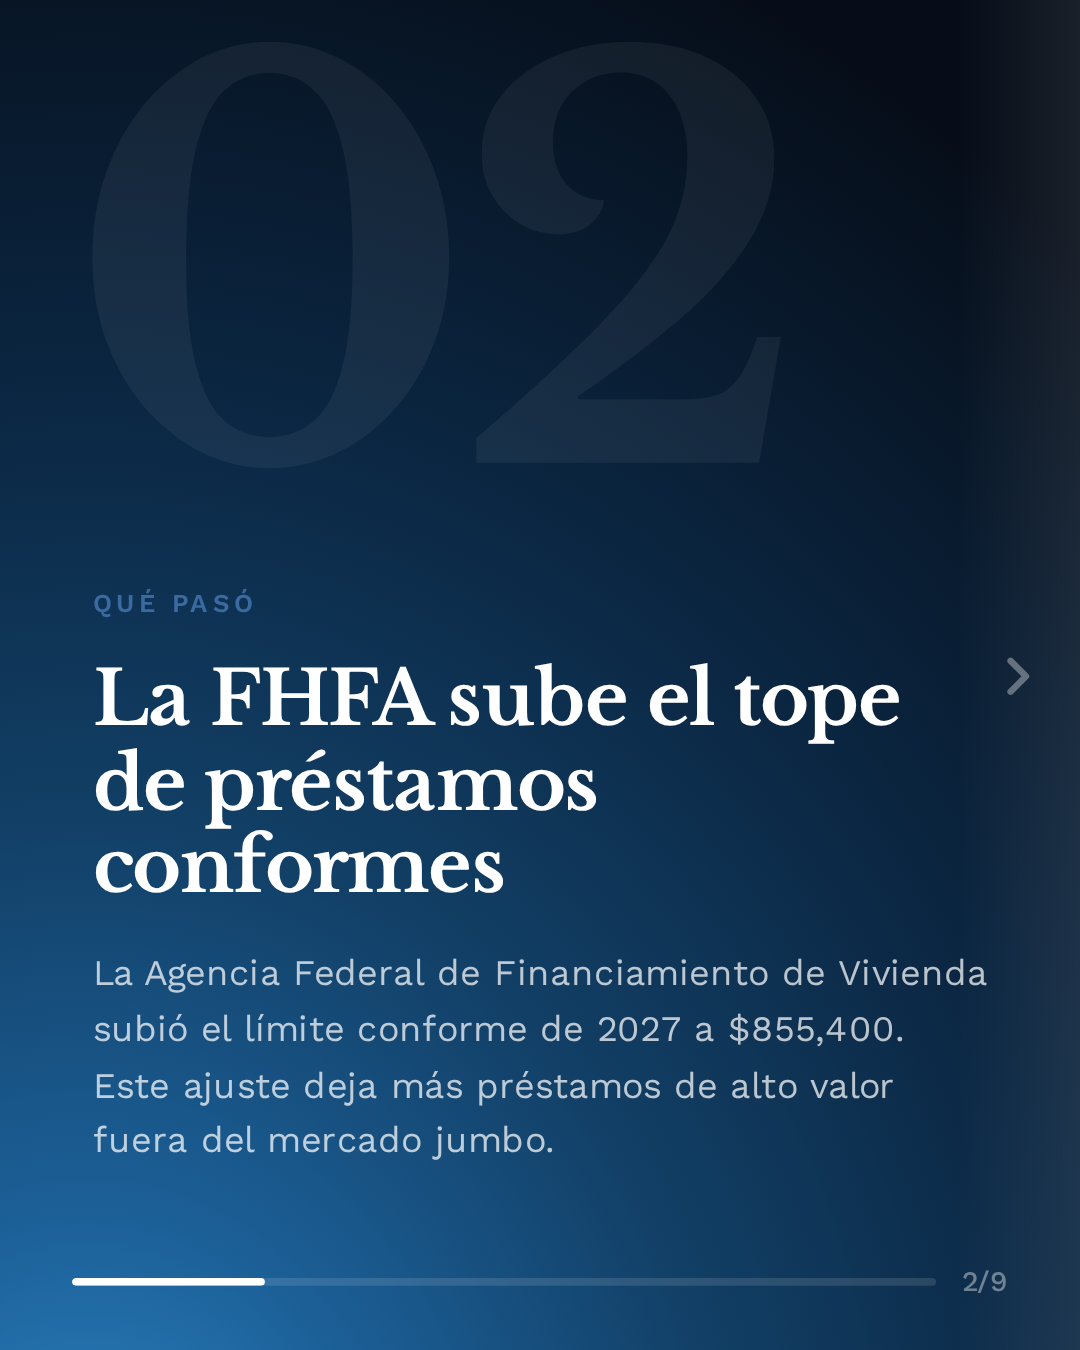 02
QUÉ PASÓ
La FHFA sube el tope
de préstamos
conformes
La Agencia Federal de Financiamiento de Vivienda
subió el límite conforme de 2027 a $855,400.
Este ajuste deja más préstamos de alto valor
fuera del mercado jumbo.
2/9